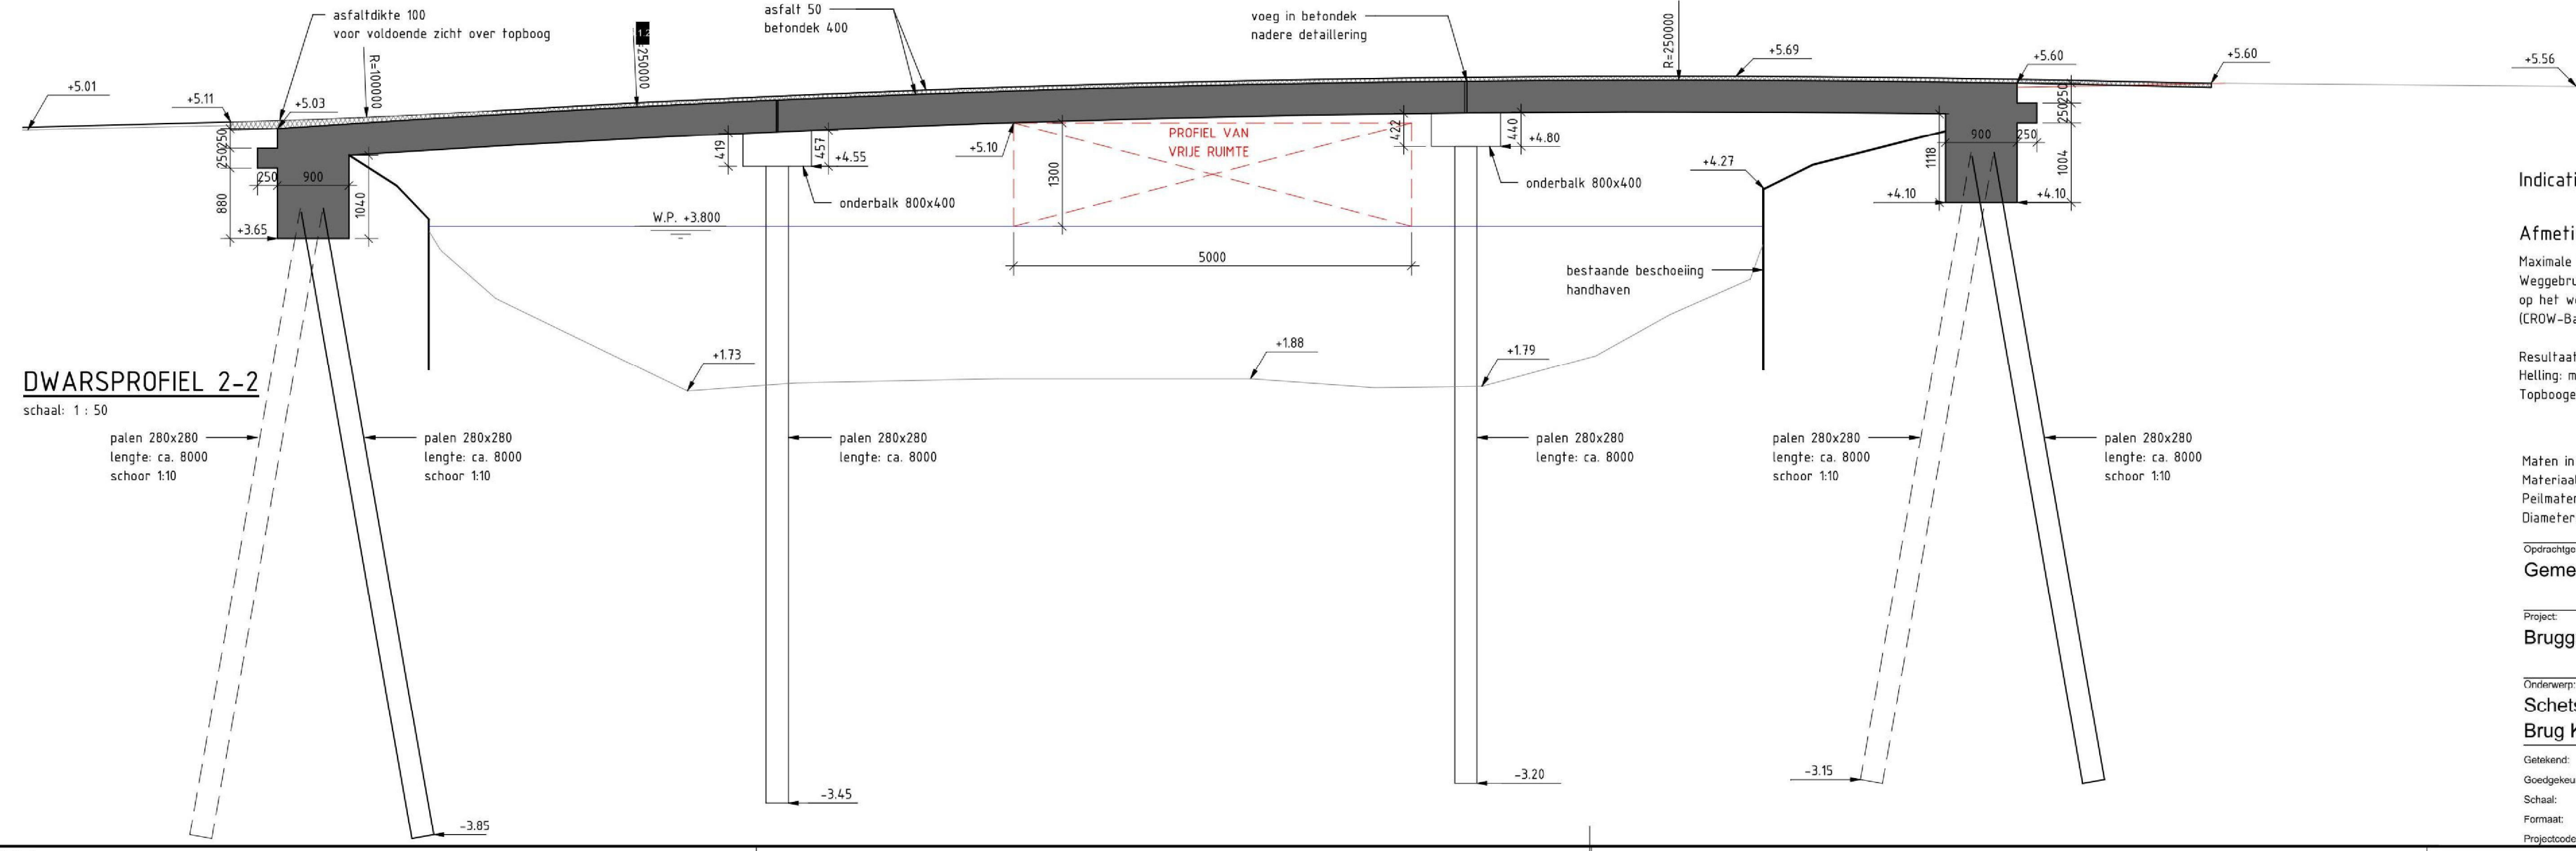 asfaltdikte 100
voor voldoende zicht over topboog
asfalt 50
betondek 400
voeg in betondek
nadere detaillering
R=100000
1.2
=250000
R=250000
+5.01
+5.11
+5.03
+5.69
+5.60
+5.60
+5.56
250
250
880
250
900
1040
+3.65
419
457
+4.55
onderbalk 800x400
W.P. +3.800
+5.10
1300
PROFIEL VAN
VRIJE RUIMTE
5000
422
440
+4.80
onderbalk 800x400
+4.27
bestaande beschoeiing
handhaven
1118
900
250
250
250
1004
+4.10
+4.10
+1.73
+1.88
+1.79
DWARSPROFIEL 2-2
schaal: 1 : 50
palen 280x280
lengte: ca. 8000
schoor 1:10
palen 280x280
lengte: ca. 8000
schoor 1:10
palen 280x280
lengte: ca. 8000
palen 280x280
lengte: ca. 8000
palen 280x280
lengte: ca. 8000
schoor 1:10
palen 280x280
lengte: ca. 8000
schoor 1:10
-3.85
-3.45
-3.20
-3.15
Indicati
Afmeti
Maximale
Weggebru
op het w
(CROW-Ba
Resultaat
Helling: m
Topbooge
Maten in
Materiaal
Peilmater
Diameter
Opdrachtge
Geme
Project:
Brugg
Onderwerp:
Schets
Brug K
Getekend:
Goedgekeu
Schaal:
Formaat:
Projectcode